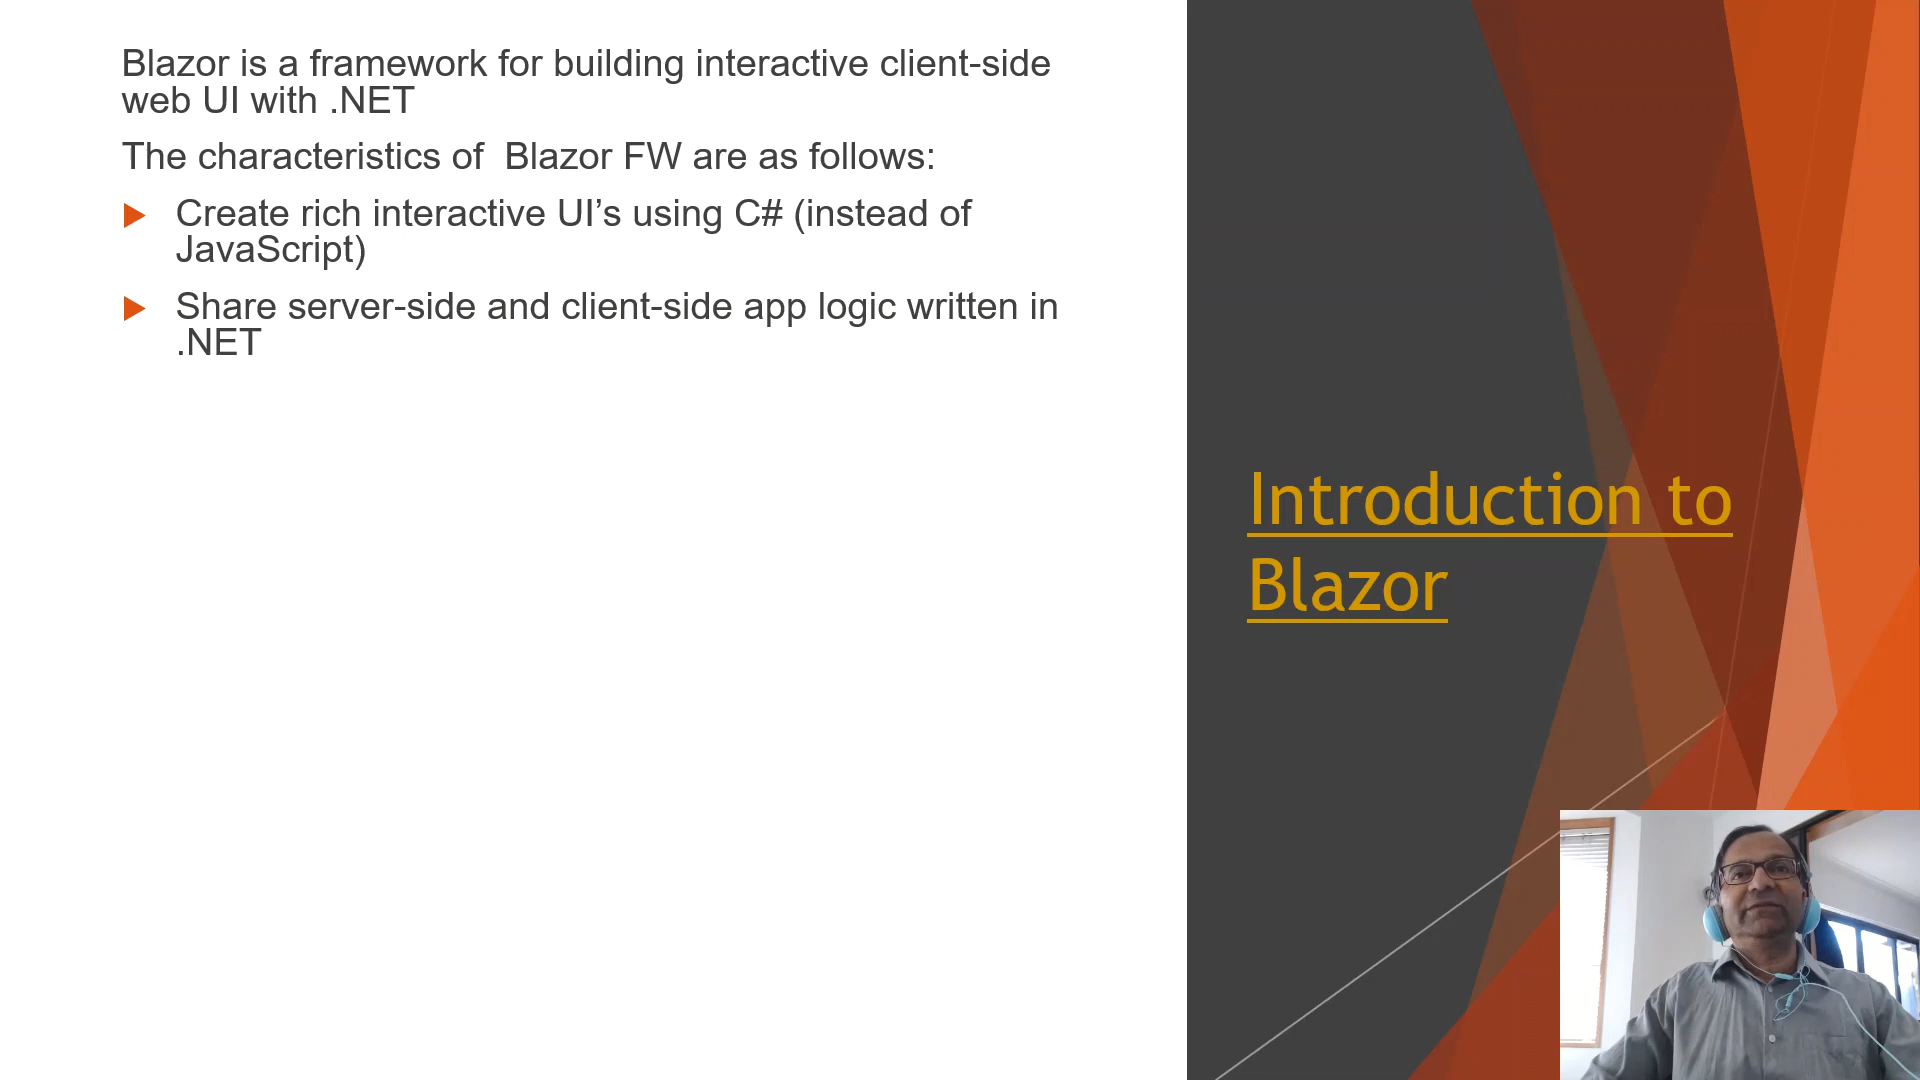 Blazor is a framework for building interactive client-side
web UI with .NET
The characteristics of  Blazor FW are as follows:
Create rich interactive UI’s using C# (instead of
JavaScript)
Share server-side and client-side app logic written in
.NET
Introduction to
Blazor